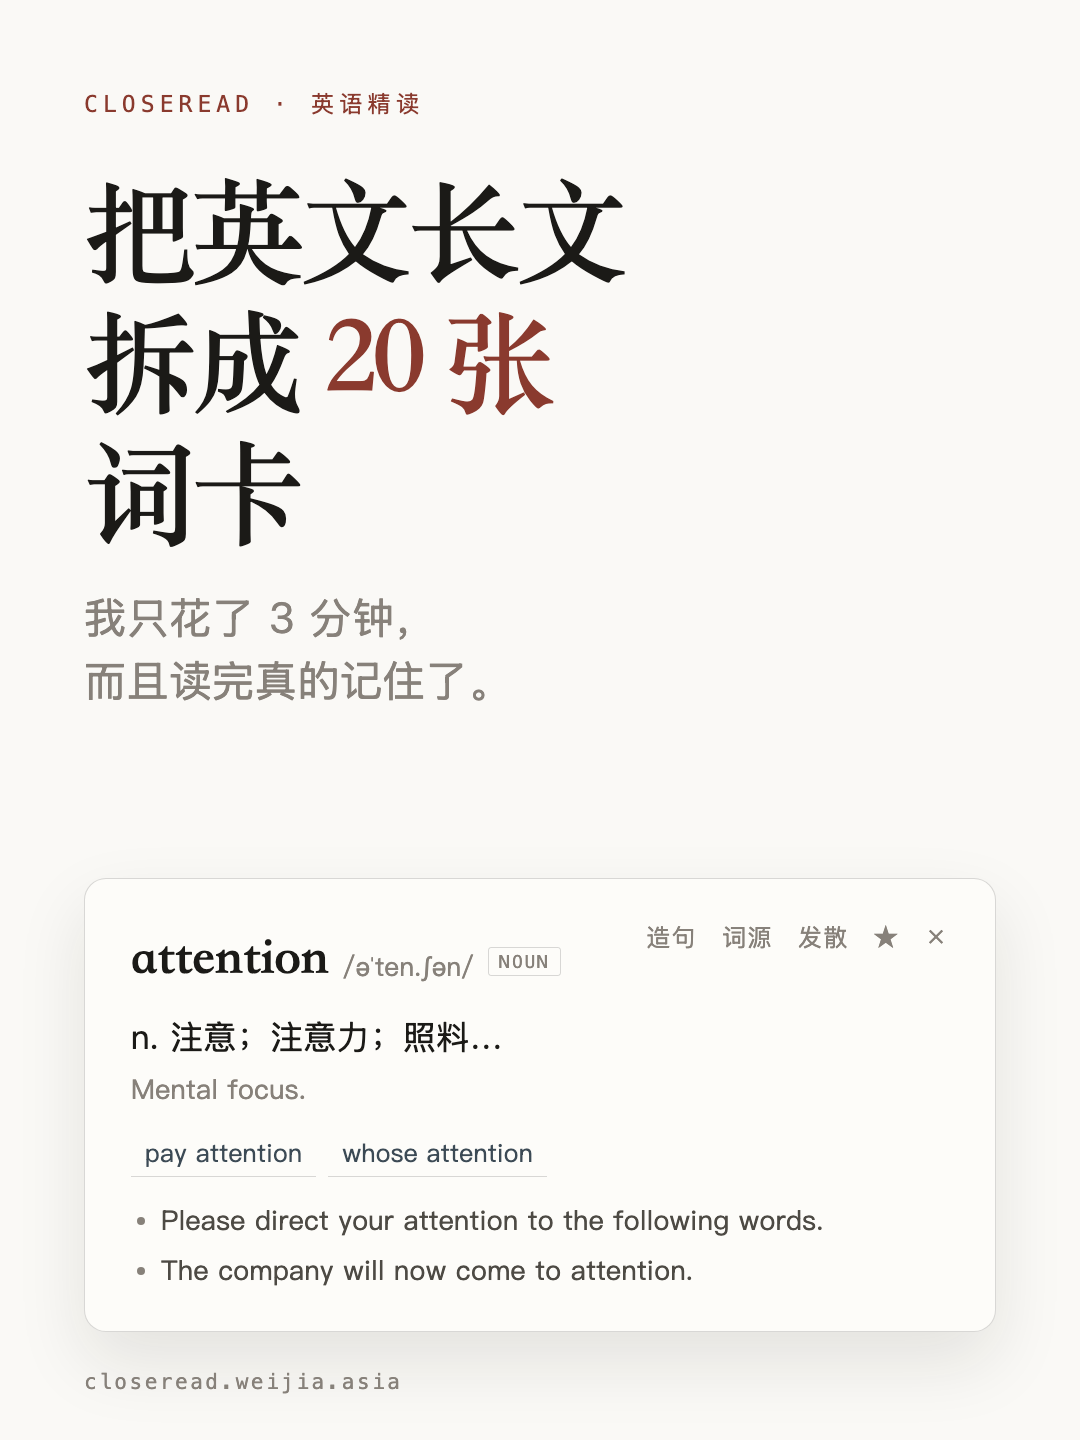 CLOSEREAD · 英语精读
把英文长文
拆成 20 张
词卡
我只花了 3 分钟，
而且读完真的记住了。
造句 词源 发散 ★ ×
attention /əˈten.ʃən/ NOUN
n. 注意；注意力；照料...
Mental focus.
pay attention whose attention
• Please direct your attention to the following words.
• The company will now come to attention.
closeread.weijia.asia